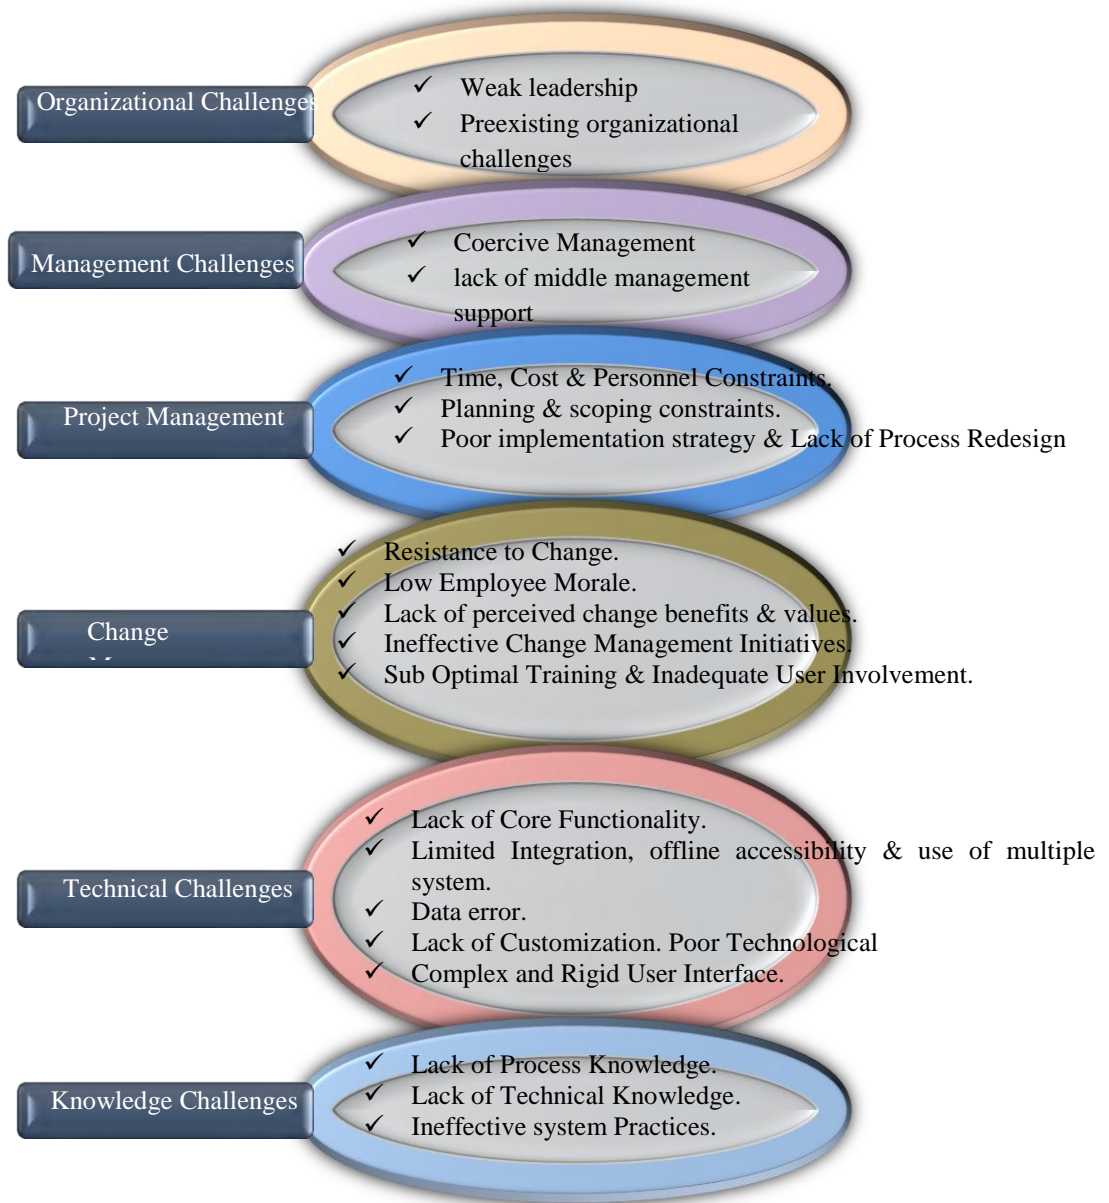 Organizational Challenges
✓ Weak leadership
✓ Preexisting organizational
challenges
Management Challenges
✓ Coercive Management
✓ lack of middle management
support
Project Management
✓ Time, Cost & Personnel Constraints.
✓ Planning & scoping constraints.
✓ Poor implementation strategy & Lack of Process Redesign
Change
✓ Resistance to Change.
✓ Low Employee Morale.
✓ Lack of perceived change benefits & values.
✓ Ineffective Change Management Initiatives.
✓ Sub Optimal Training & Inadequate User Involvement.
Technical Challenges
✓ Lack of Core Functionality.
✓ Limited Integration, offline accessibility & use of multiple
system.
✓ Data error.
✓ Lack of Customization. Poor Technological
✓ Complex and Rigid User Interface.
Knowledge Challenges
✓ Lack of Process Knowledge.
✓ Lack of Technical Knowledge.
✓ Ineffective system Practices.